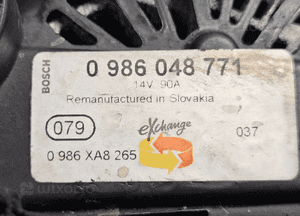 BOSCH
0 986 048 771
14V 90A
Remanufactured in Slovakia
079
eXchange
037
0 986 XA8 265